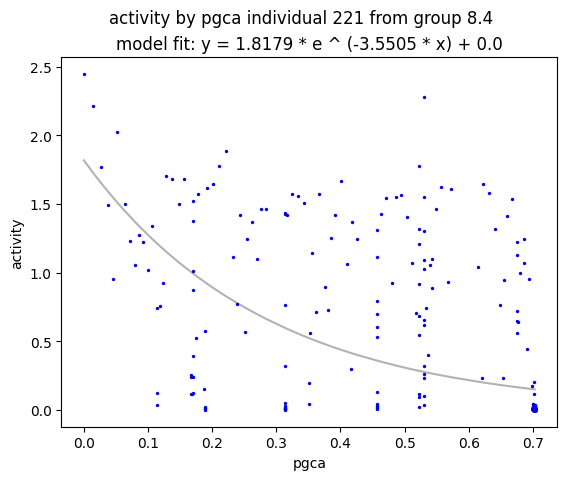 activity by pgca individual 221 from group 8.4
model fit: y = 1.8179 * e ^ (-3.5505 * x) + 0.0
2.5
2.0
1.5
1.0
0.5
0.0
activity
0.0 0.1 0.2 0.3 0.4 0.5 0.6 0.7
pgca